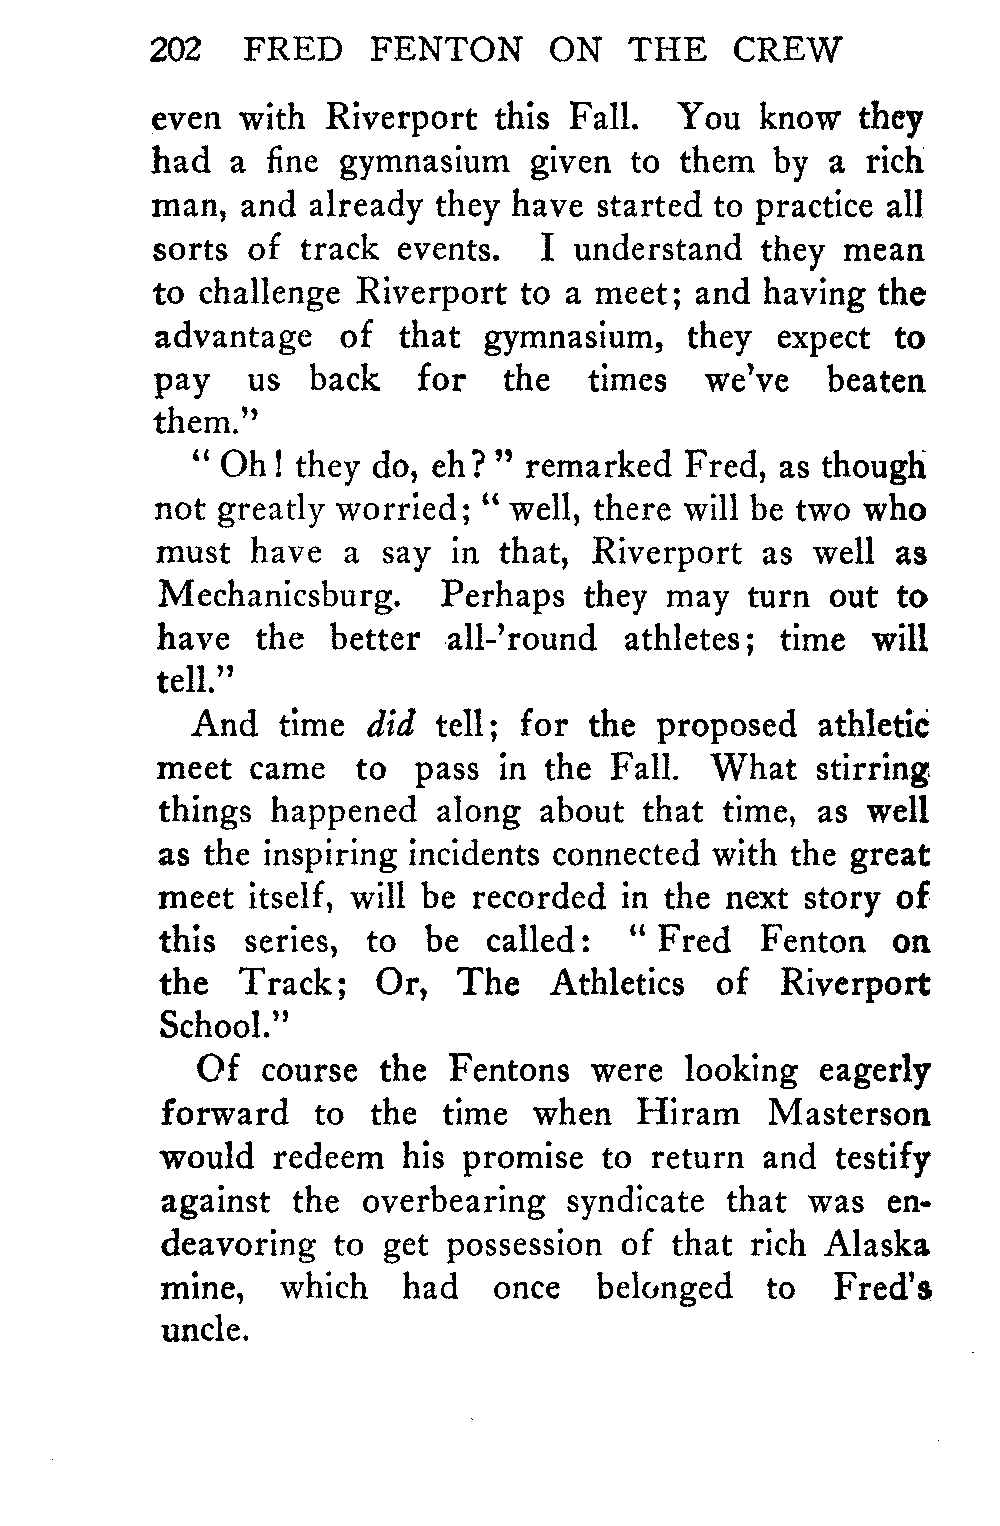 202 FRED FENTON ON THE CREW
even with Riverport this Fall. You know they
had a fine gymnasium given to them by a rich
man, and already they have started to practice all
sorts of track events. I understand they mean
to challenge Riverport to a meet; and having the
advantage of that gymnasium, they expect to
pay us back for the times we've beaten
them."
" Oh! they do, eh? " remarked Fred, as though
not greatly worried; " well, there will be two who
must have a say in that, Riverport as well as
Mechanicsburg. Perhaps they may turn out to
have the better all-'round athletes; time will
tell."
And time did tell; for the proposed athletic
meet came to pass in the Fall. What stirring
things happened along about that time, as well
as the inspiring incidents connected with the great
meet itself, will be recorded in the next story of
this series, to be called: " Fred Fenton on
the Track; Or, The Athletics of Riverport
School."
Of course the Fentons were looking eagerly
forward to the time when Hiram Masterson
would redeem his promise to return and testify
against the overbearing syndicate that was en-
deavoring to get possession of that rich Alaska
mine, which had once belonged to Fred's
uncle.